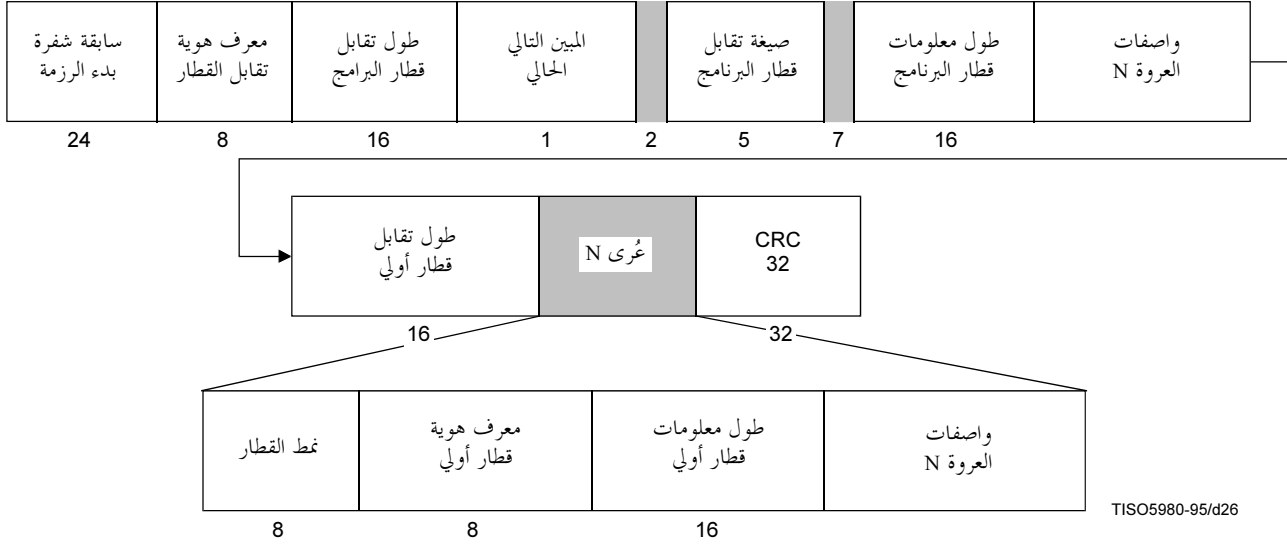 سابقة شفرة
بدء الرزمة
معرف هوية
تقابل القطار
طول تقابل
قطار البرامج
المبين التالي
الحالي
صيغة تقابل
قطار البرنامج
طول معلومات
قطار البرنامج
واصفات
العروة N
24
8
16
1
2
5
7
16
طول تقابل
قطار أولي
عُرى N
CRC
32
16
32
نمط القطار
معرف هوية
قطار أولي
طول معلومات
قطار أولي
واصفات
العروة N
8
8
16
TISO5980-95/d26